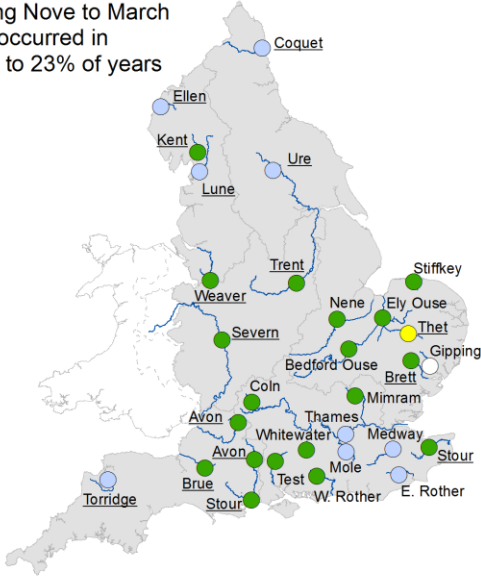 ng Nove to March
occurred in
to 23% of years
Coquet
Ellen
Kent
Ure
Lune
Trent
Stiffkey
Weaver
Nene
Ely Ouse
Thet
Severn
Gipping
Bedford Ouse
Brett
Coln
Mimram
Avon
Thames
Whitewater
Medway
Avon
Stour
Mole
Brue
Test
Torridge
W. Rother
E. Rother
Stour